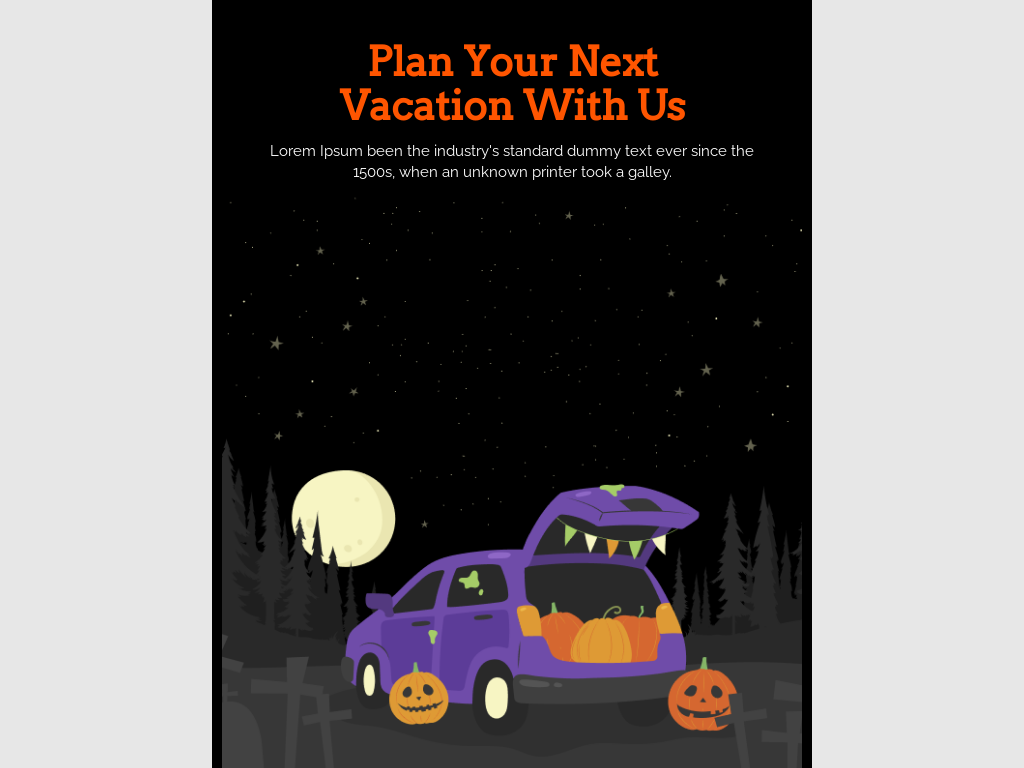 Plan Your Next
Vacation With Us
Lorem Ipsum been the industry's standard dummy text ever since the
1500s, when an unknown printer took a galley.